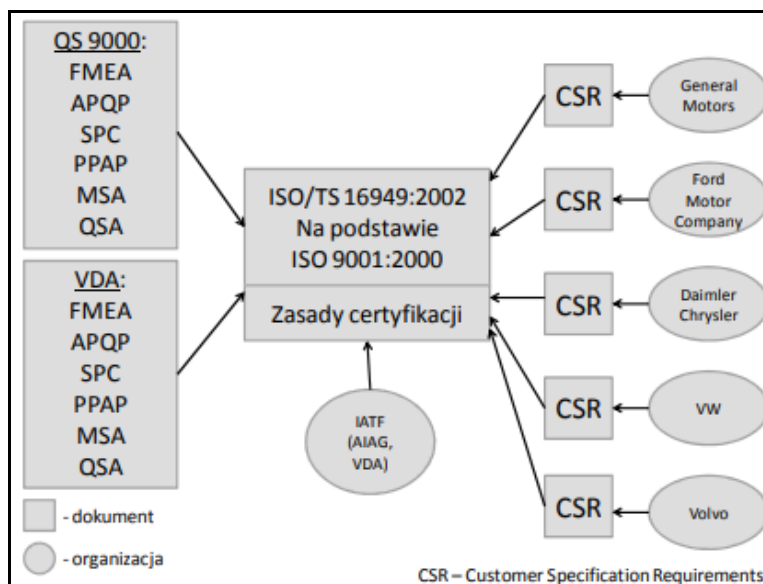 QS 9000:
FMEA
APQP
SPC
PPAP
MSA
QSA
VDA:
FMEA
APQP
SPC
PPAP
MSA
QSA
ISO/TS 16949:2002
Na podstawie
ISO 9001:2000
Zasady certyfikacji
IATF
(AIAG,
VDA)
CSR
General
Motors
CSR
Ford
Motor
Company
CSR
Daimler
Chrysler
CSR
VW
CSR
Volvo
- dokument
- organizacja
CSR – Customer Specification Requirements